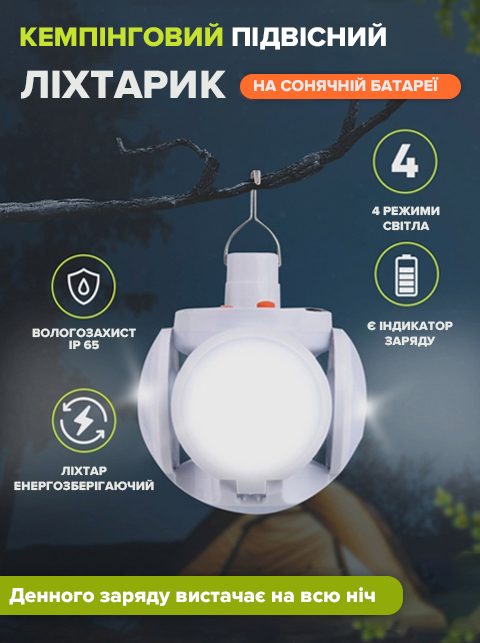 КЕМПІНГОВИЙ ПІДВІСНИЙ
ЛІХТАРИК НА СОНЯЧНІЙ БАТАРЕЇ
4
4 РЕЖИМИ
СВІТЛА
ВОЛОГОЗАХИСТ
IP 65
Є ІНДИКАТОР
ЗАРЯДУ
ЛІХТАР
ЕНЕРГОЗБЕРІГАЮЧИЙ
Денного заряду вистачає на всю ніч